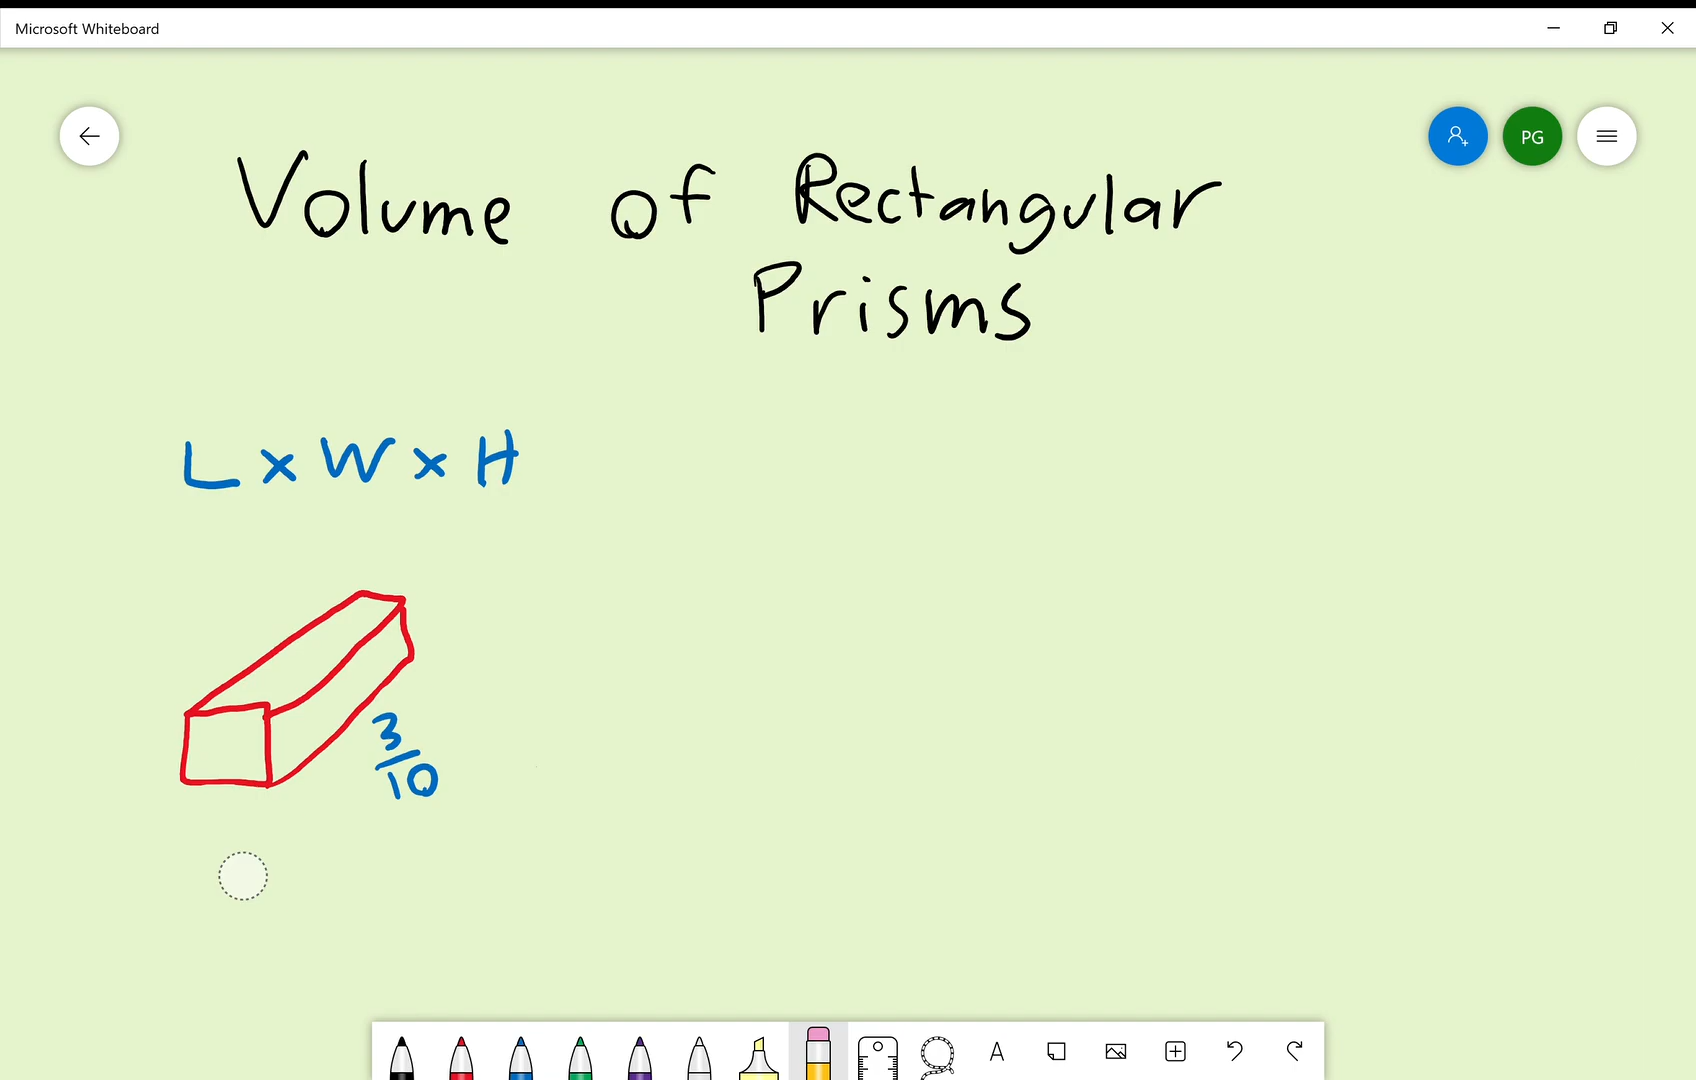 Microsoft Whiteboard
PG
Volume of Rectangular
Prisms
L x W x H
3/10
A